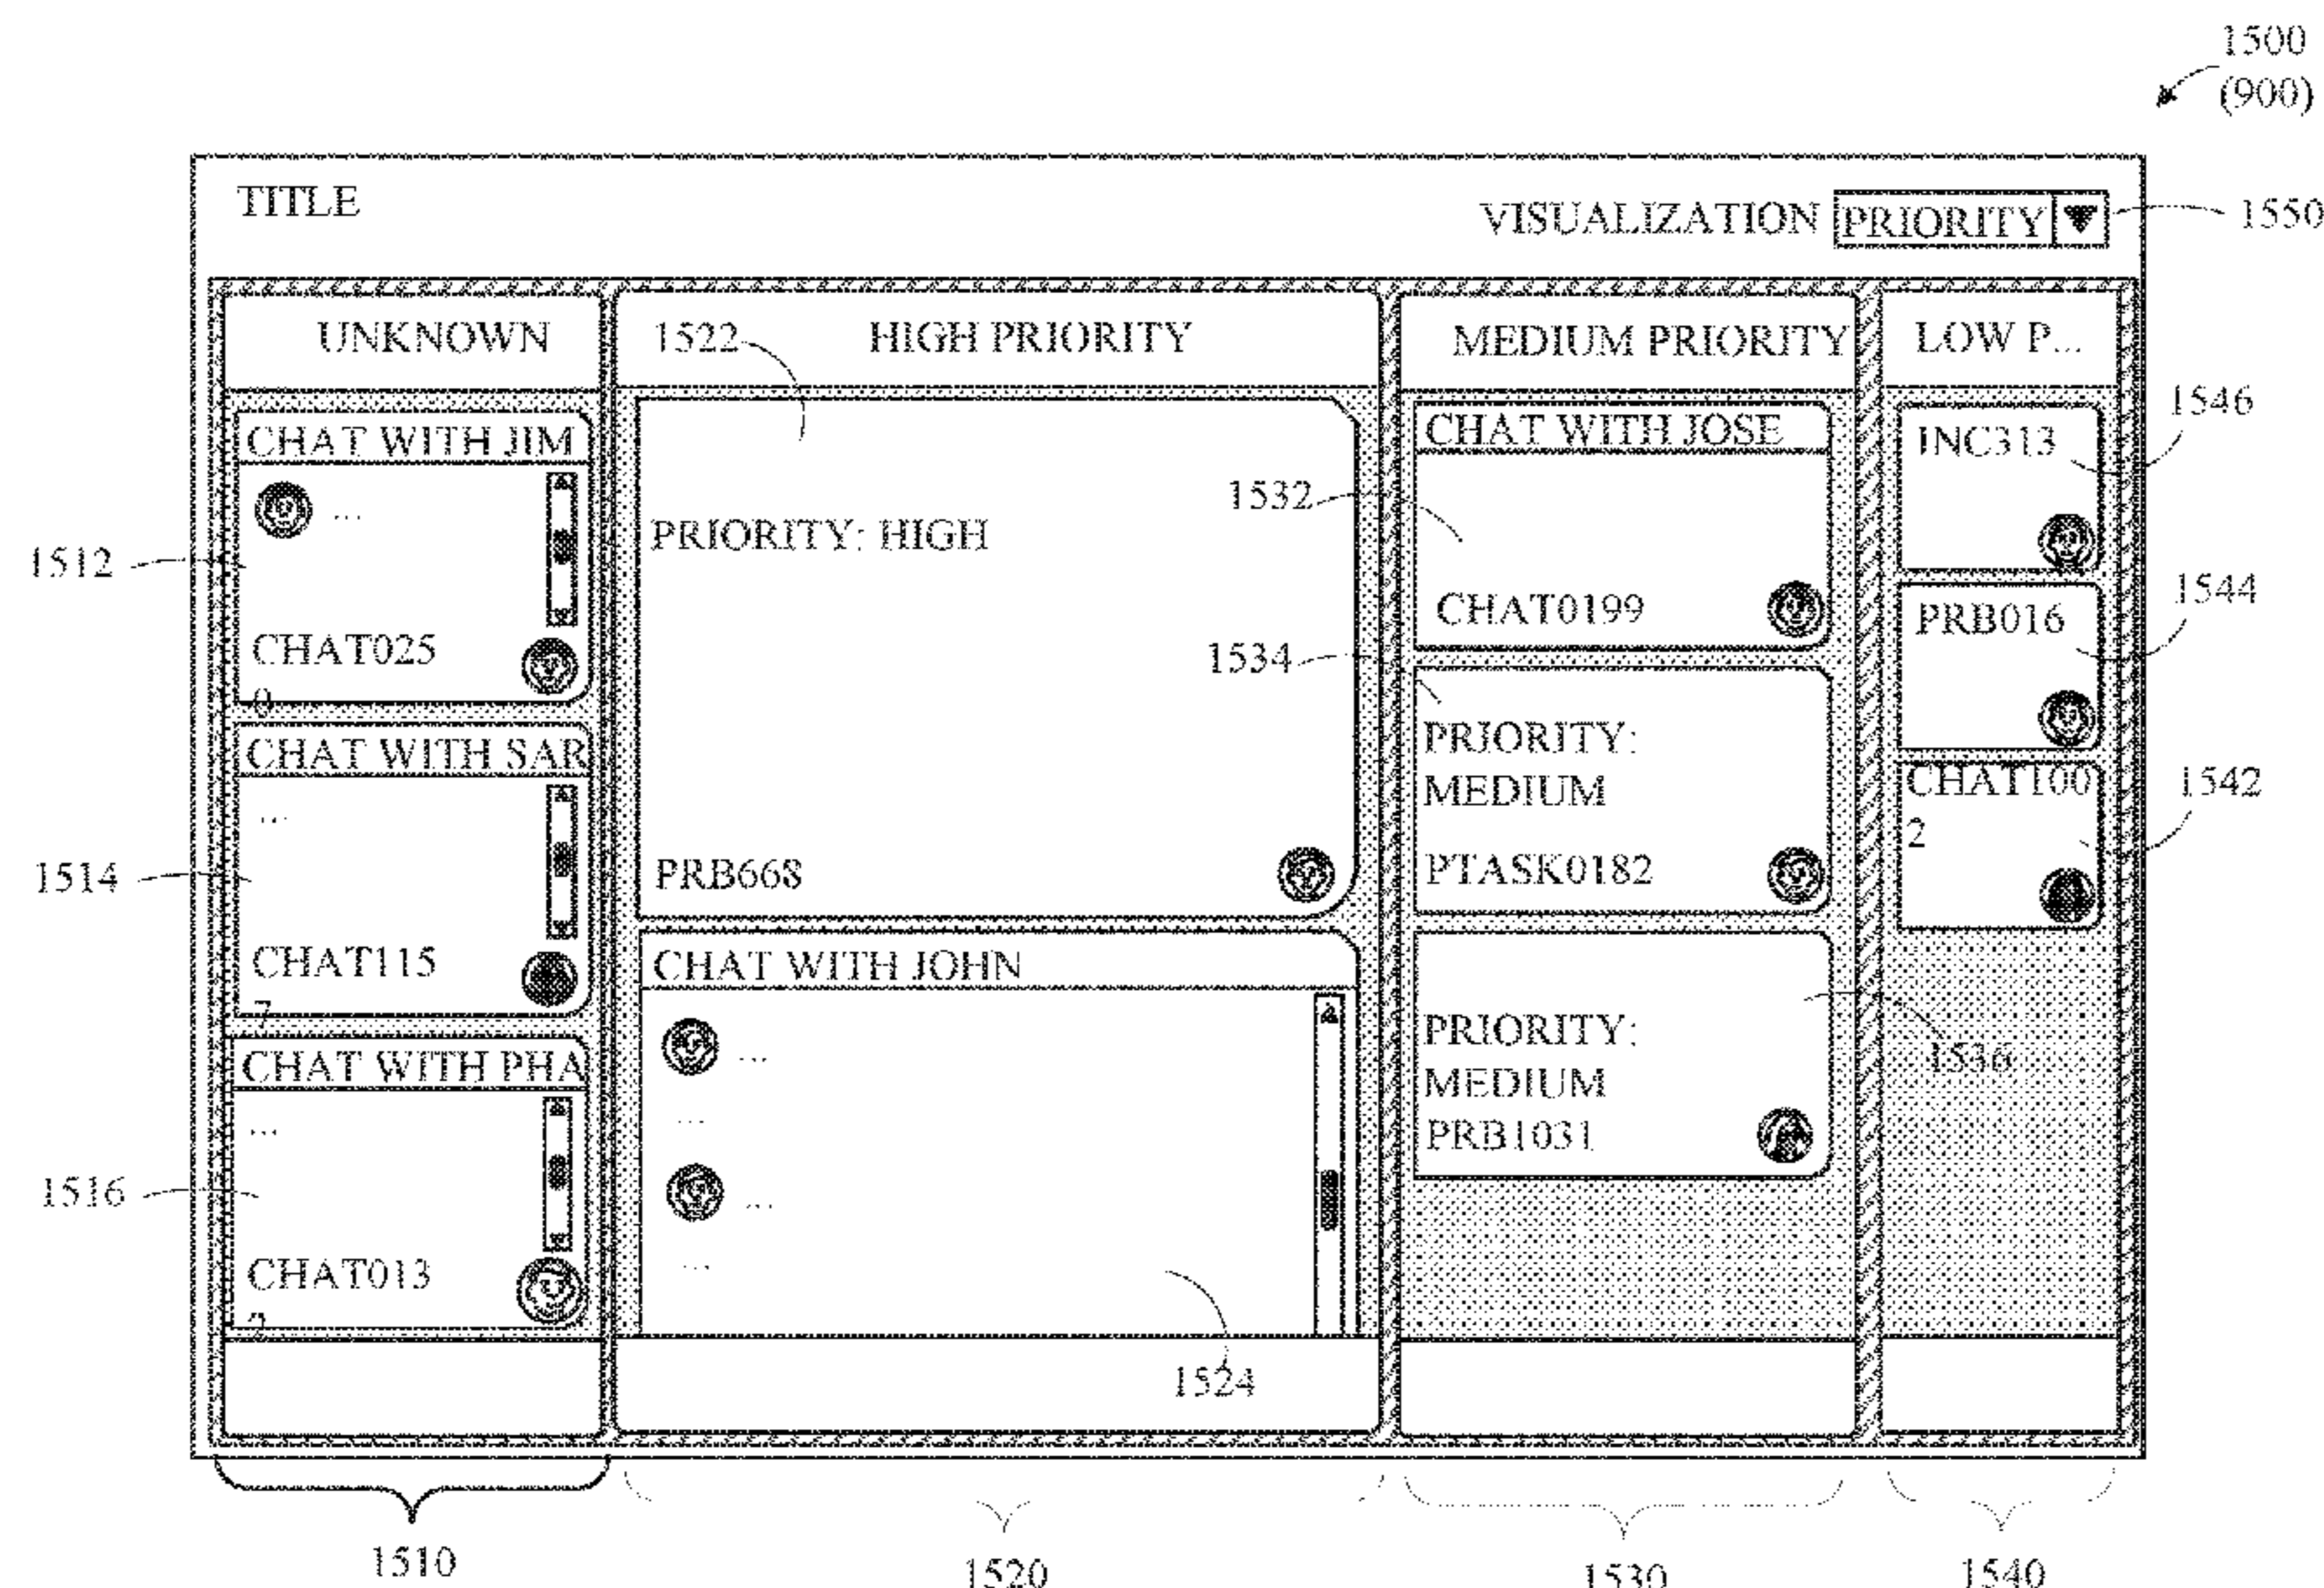 1500
(900)
TITLE
VISUALIZATION PRIORITY
1550
UNKNOWN
CHAT WITH JIM
...
1512
CHAT025
0
CHAT WITH SAR
...
1514
CHAT115
7
CHAT WITH PHA
...
1516
CHAT013
2
HIGH PRIORITY
1522
PRIORITY: HIGH
PRB668
CHAT WITH JOHN
...
...
...
...
1524
MEDIUM PRIORITY
CHAT WITH JOSE
1532
CHAT0199
1534
PRIORITY:
MEDIUM
PTASK0182
PRIORITY:
MEDIUM
PRB1031
1536
LOW P...
INC313
1546
PRB016
1544
CHAT100
2
1542
1510
1520
1530
1540